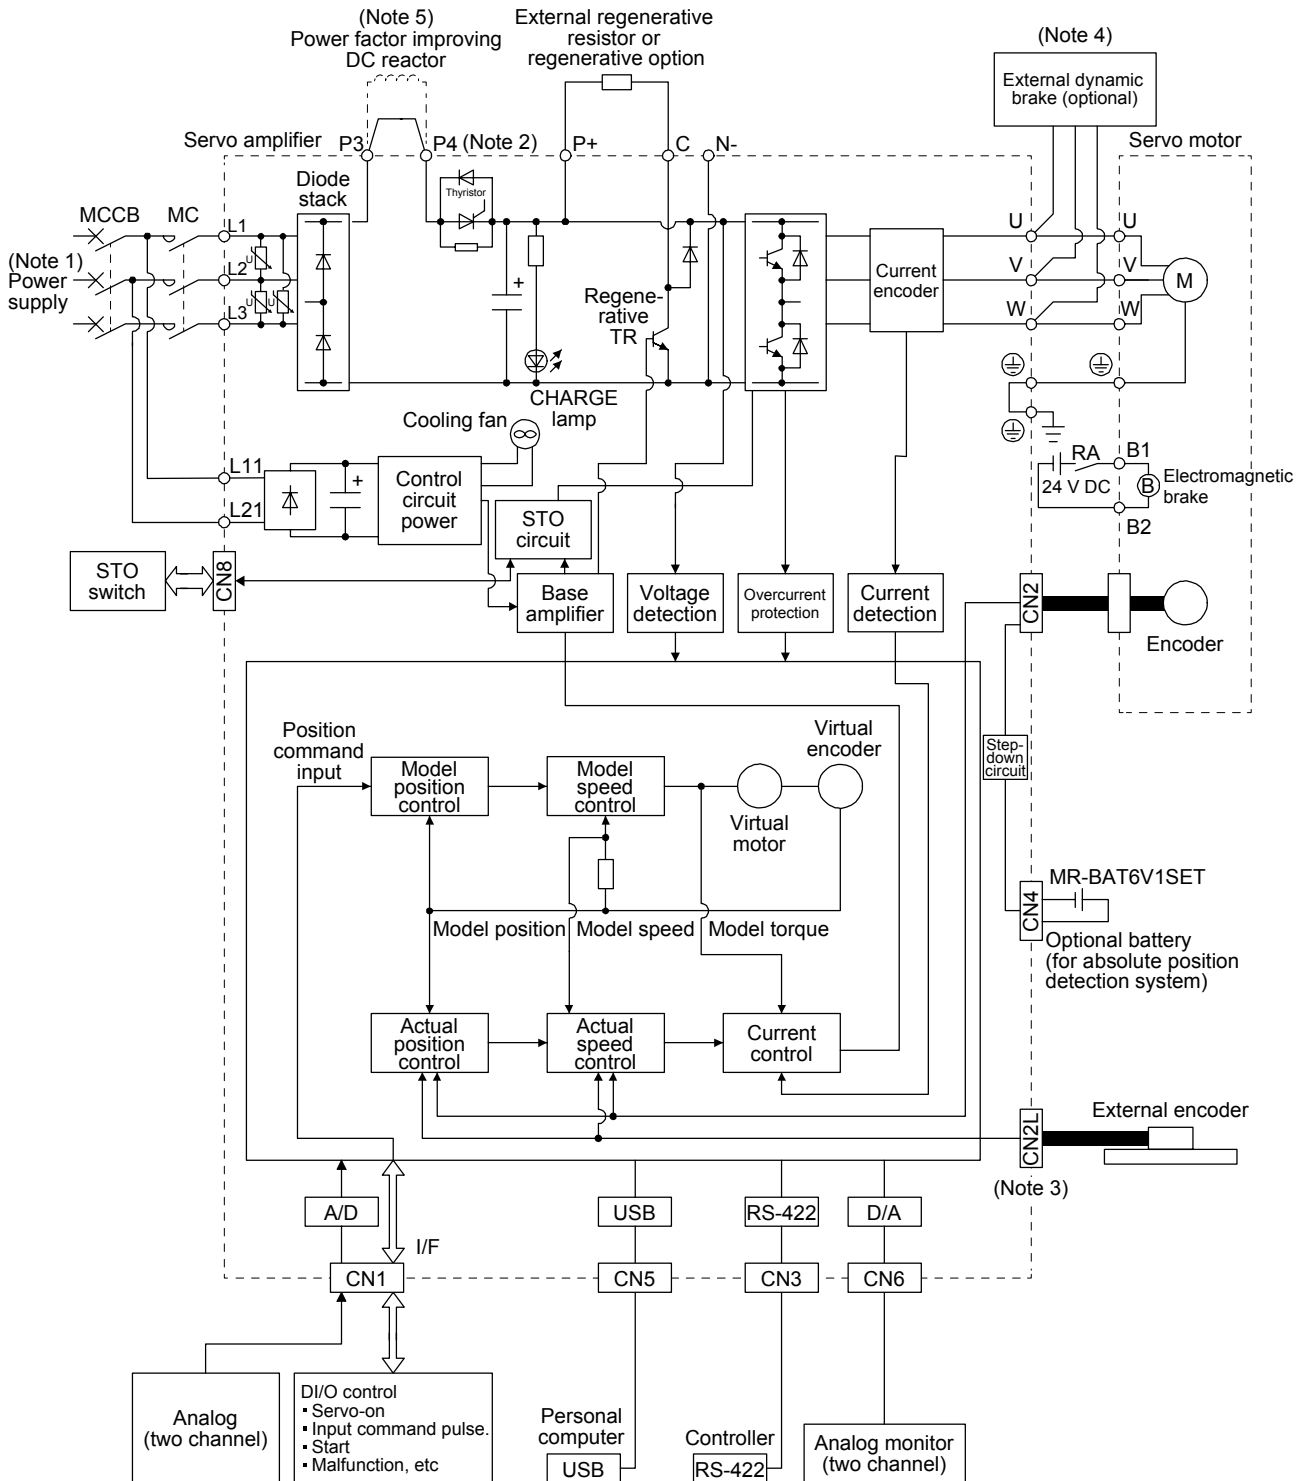 (Note 5)
Power factor improving
DC reactor
External regenerative
resistor or
regenerative option
(Note 4)
External dynamic
brake (optional)
Servo amplifier
P3
P4
(Note 2)
P+
C
N-
Servo motor
Diode
stack
Thyristor
MCCB
MC
L1
L2
L3
(Note 1)
Power
supply
U
U
U
+
Regene-
rative
TR
Current
encoder
U
V
W
U
V
W
M
CHARGE
lamp
Cooling fan
L11
L21
+
Control
circuit
power
STO
circuit
RA
24 V DC
B1
B
B2
Electromagnetic
brake
STO
switch
CN8
Base
amplifier
Voltage
detection
Overcurrent
protection
Current
detection
CN2
Encoder
Position
command
input
Model
position
control
Model
speed
control
Virtual
motor
Virtual
encoder
Step-
down
circuit
Model position
Model speed
Model torque
CN4
MR-BAT6V1SET
Optional battery
(for absolute position
detection system)
Actual
position
control
Actual
speed
control
Current
control
CN2L
(Note 3)
External encoder
A/D
I/F
USB
RS-422
D/A
CN1
CN5
CN3
CN6
Analog
(two channel)
DI/O control
▪ Servo-on
▪ Input command pulse.
▪ Start
▪ Malfunction, etc
Personal
computer
USB
Controller
RS-422
Analog monitor
(two channel)